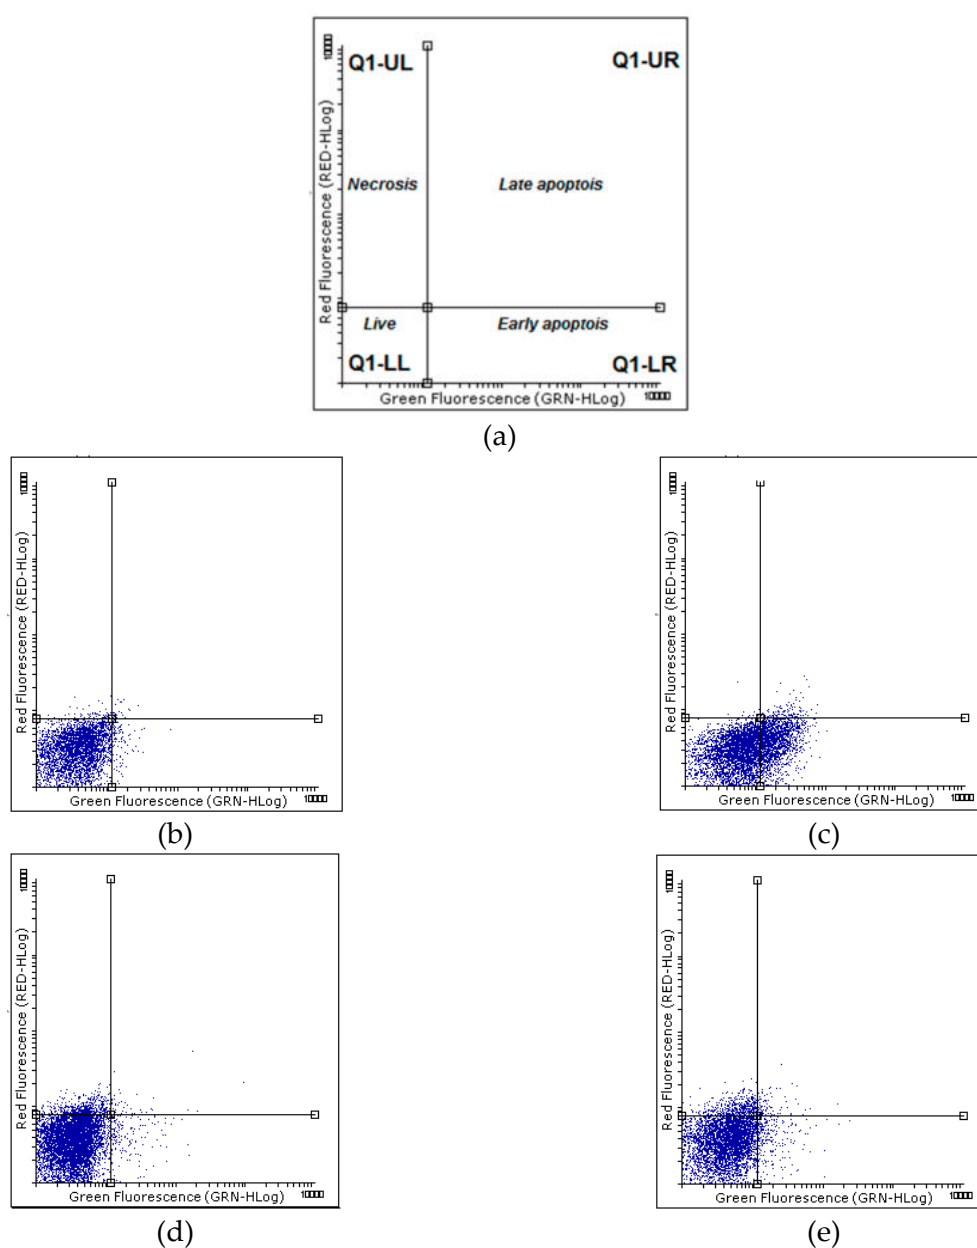 Q1-UL Q1-UR
Red Fluorescence (RED-HLog)
Necrosis Late apoptois
Live Early apoptois
Q1-LL Q1-LR
Green Fluorescence (GRN-HLog)
(a)
Red Fluorescence (RED-HLog)
Green Fluorescence (GRN-HLog)
(b)
Red Fluorescence (RED-HLog)
Green Fluorescence (GRN-HLog)
(c)
Red Fluorescence (RED-HLog)
Green Fluorescence (GRN-HLog)
(d)
Red Fluorescence (RED-HLog)
Green Fluorescence (GRN-HLog)
(e)